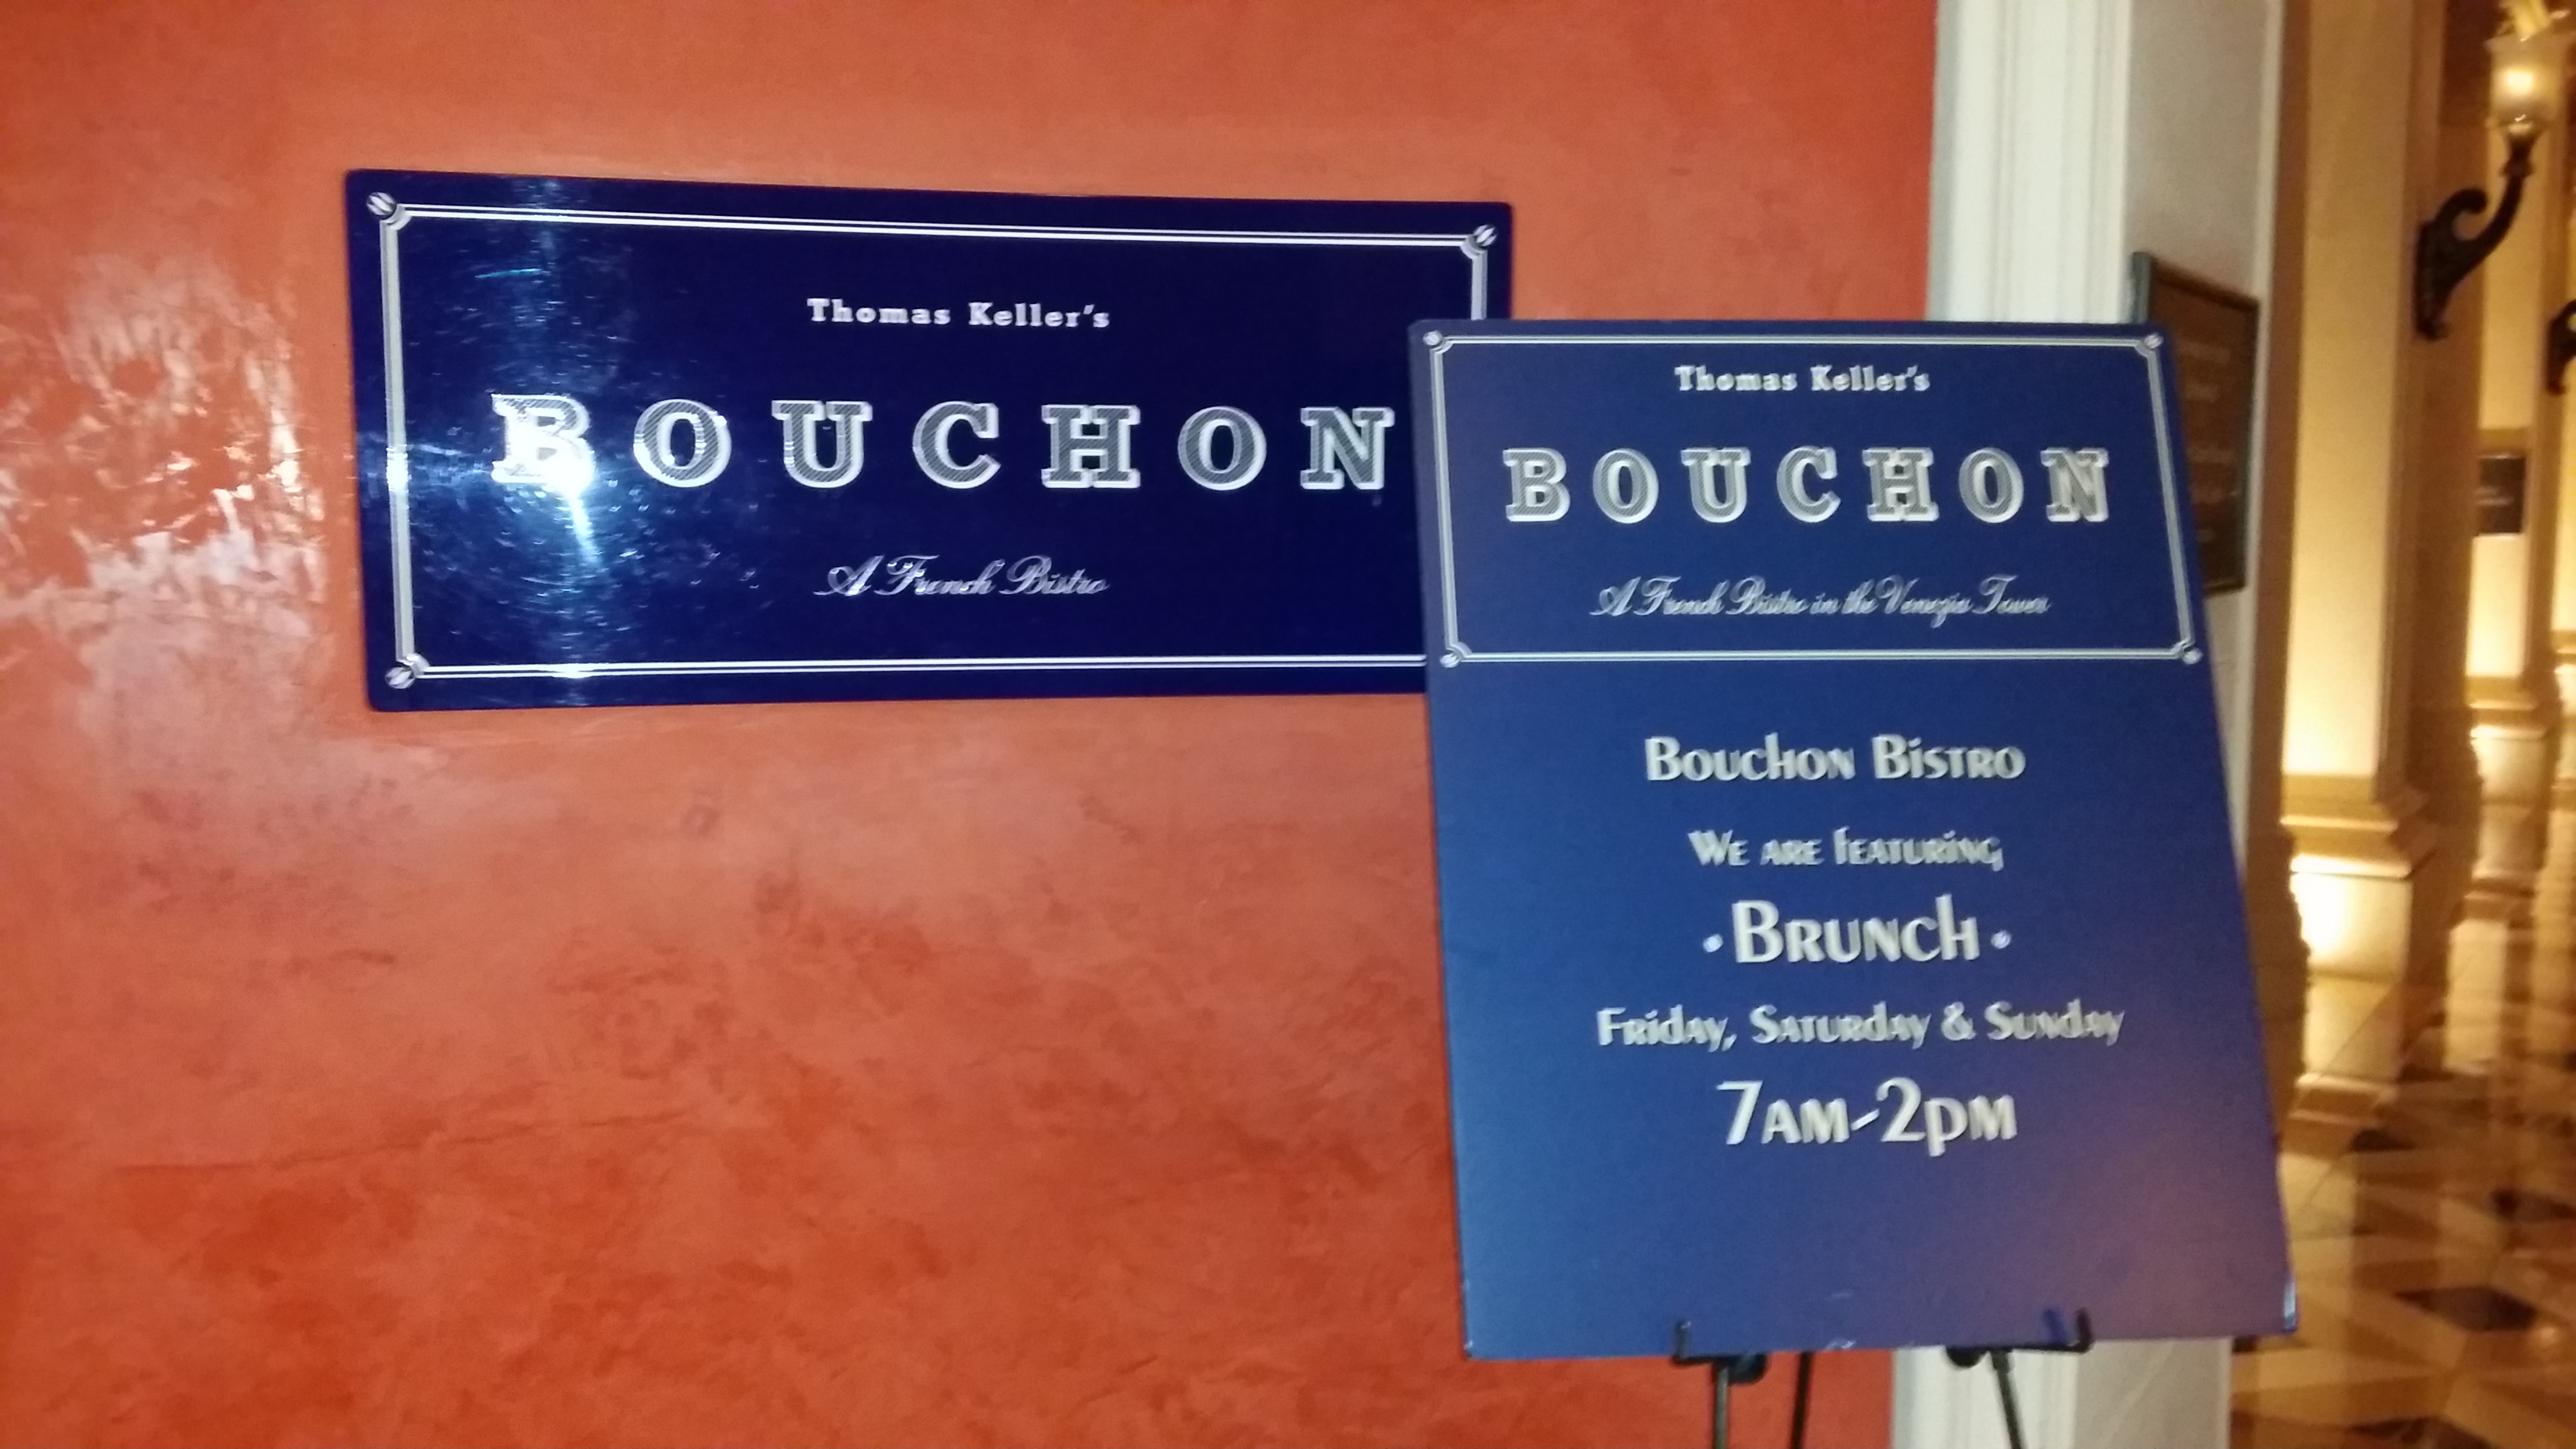 Thomas Keller's
BOUCHON
A French Bistro
Thomas Keller's
BOUCHON
A French Bistro in the Venezia Tower
Bouchon Bistro
We are featuring
• Brunch •
Friday, Saturday & Sunday
7am-2pm